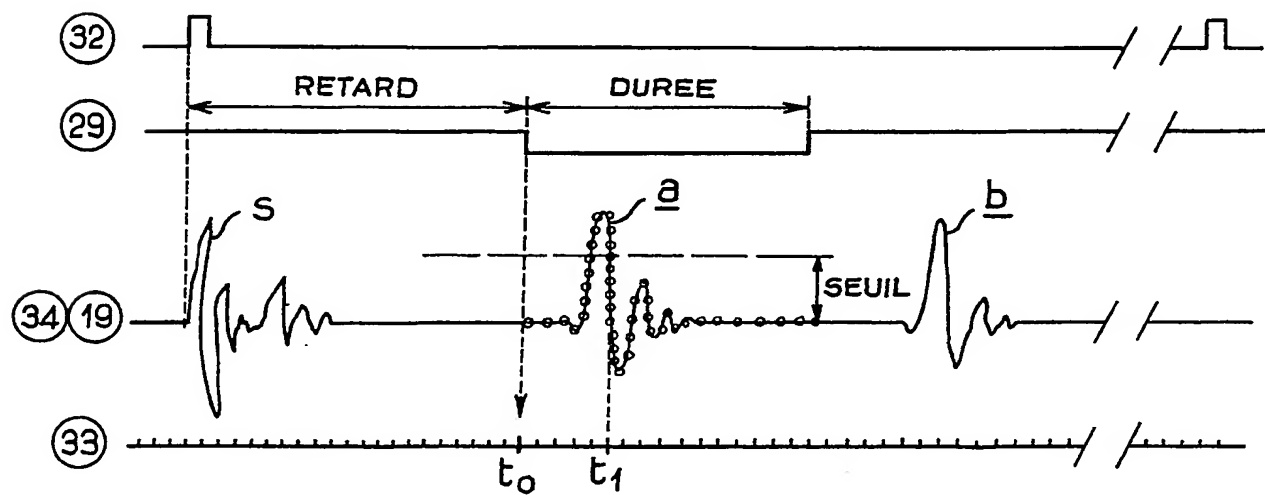 32
RETARD DUREE
29
S a b
34 19 SEUIL
33
t₀ t₁